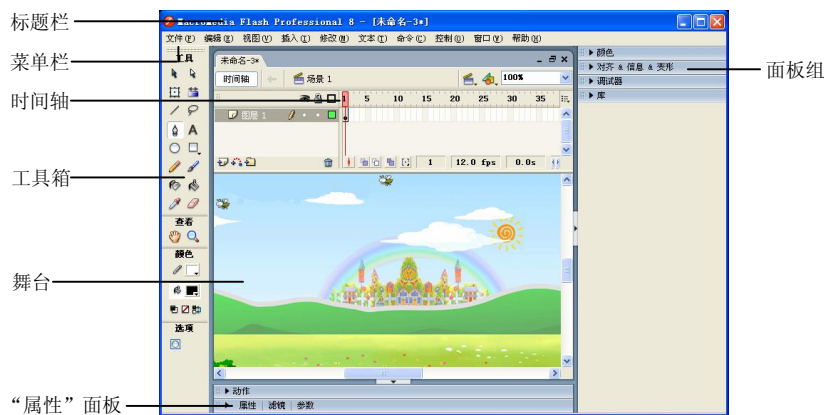 标题栏
菜单栏
时间轴
工具箱
舞台
“属性”面板
面板组
Macromedia Flash Professional 8 - [未命名-3*]
文件(F) 编辑(E) 视图(V) 插入(I) 修改(M) 文本(T) 命令(C) 控制(O) 窗口(W) 帮助(H)
工具
查看
颜色
选项
未命名-3*
时间轴 场景 1 100%
1 5 10 15 20 25 30 35
图层 1
1 12.0 fps 0.0s
动作
属性 滤镜 参数
颜色
对齐 & 信息 & 变形
调试器
库